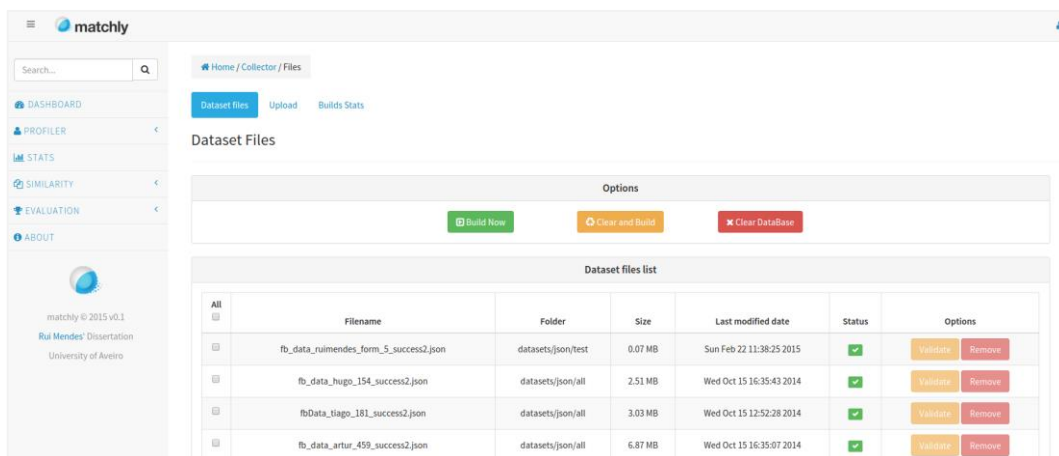 matchly
Search...
Home / Collector / Files
DASHBOARD
PROFILER
STATS
SIMILARITY
EVALUATION
ABOUT
matchly © 2015 v0.1
Rui Mendes' Dissertation
University of Aveiro
Dataset files Upload Builds Stats
Dataset Files
Options
Build Now Clear and Build Clear DataBase
Dataset files list
All Filename Folder Size Last modified date Status Options
fb_data_ruimendes_form_5_success2.json datasets/json/test 0.07 MB Sun Feb 22 11:38:25 2015 Validate Remove
fb_data_hugo_154_success2.json datasets/json/all 2.51 MB Wed Oct 15 16:35:43 2014 Validate Remove
fbData_tiago_181_success2.json datasets/json/all 3.03 MB Wed Oct 15 12:52:28 2014 Validate Remove
fb_data_artur_459_success2.json datasets/json/all 6.87 MB Wed Oct 15 16:35:07 2014 Validate Remove